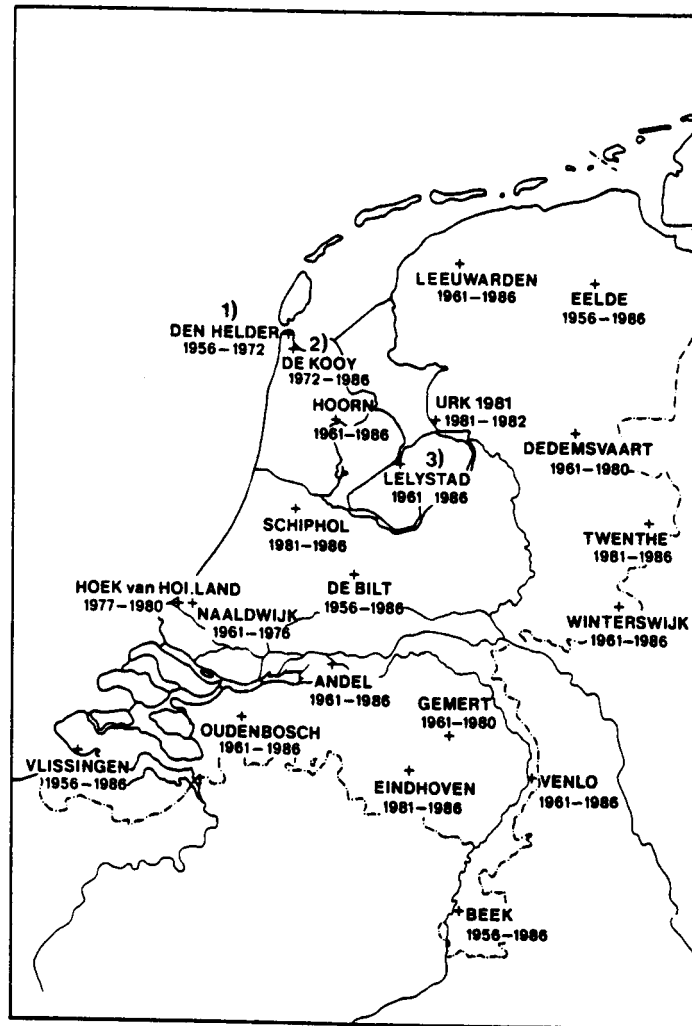 LEEUWARDEN
1961–1986
EELDE
1956–1986
1)
DEN HELDER
1956–1972
2)
DE KOOY
1972–1986
HOORN
1961–1986
URK 1981
1981–1982
3)
LELYSTAD
1961 1986
DEDEMSVAART
1961–1980
SCHIPHOL
1981–1986
TWENTHE
1981–1986
HOEK van HOLLAND
1977–1980
NAALDWIJK
1961–1976
DE BILT
1956–1986
WINTERSWIJK
1961–1986
ANDEL
1961–1986
GEMERT
1961–1980
OUDENBOSCH
1961–1986
VLISSINGEN
1956–1986
EINDHOVEN
1981–1986
VENLO
1961–1986
BEEK
1956–1986